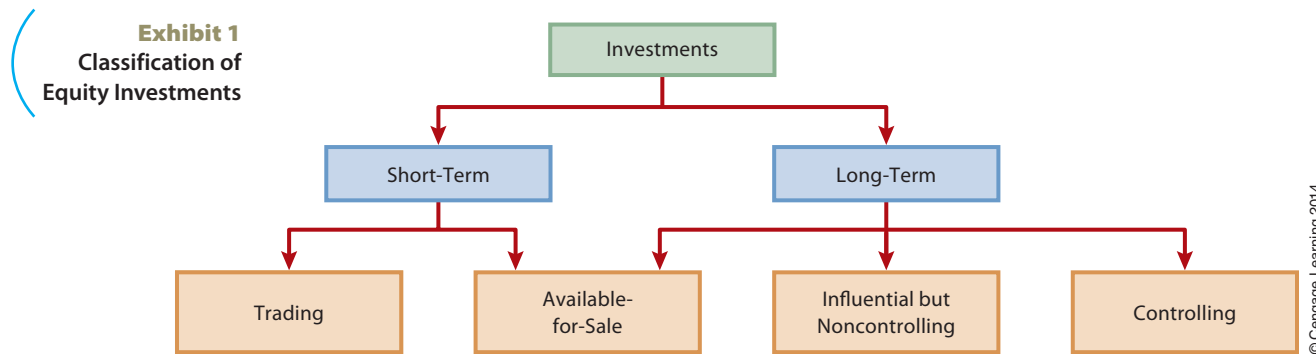 Exhibit 1
Classification of
Equity Investments
Investments
Short-Term
Long-Term
Trading
Available-
for-Sale
Influential but
Noncontrolling
Controlling
© Cengage Learning 2014